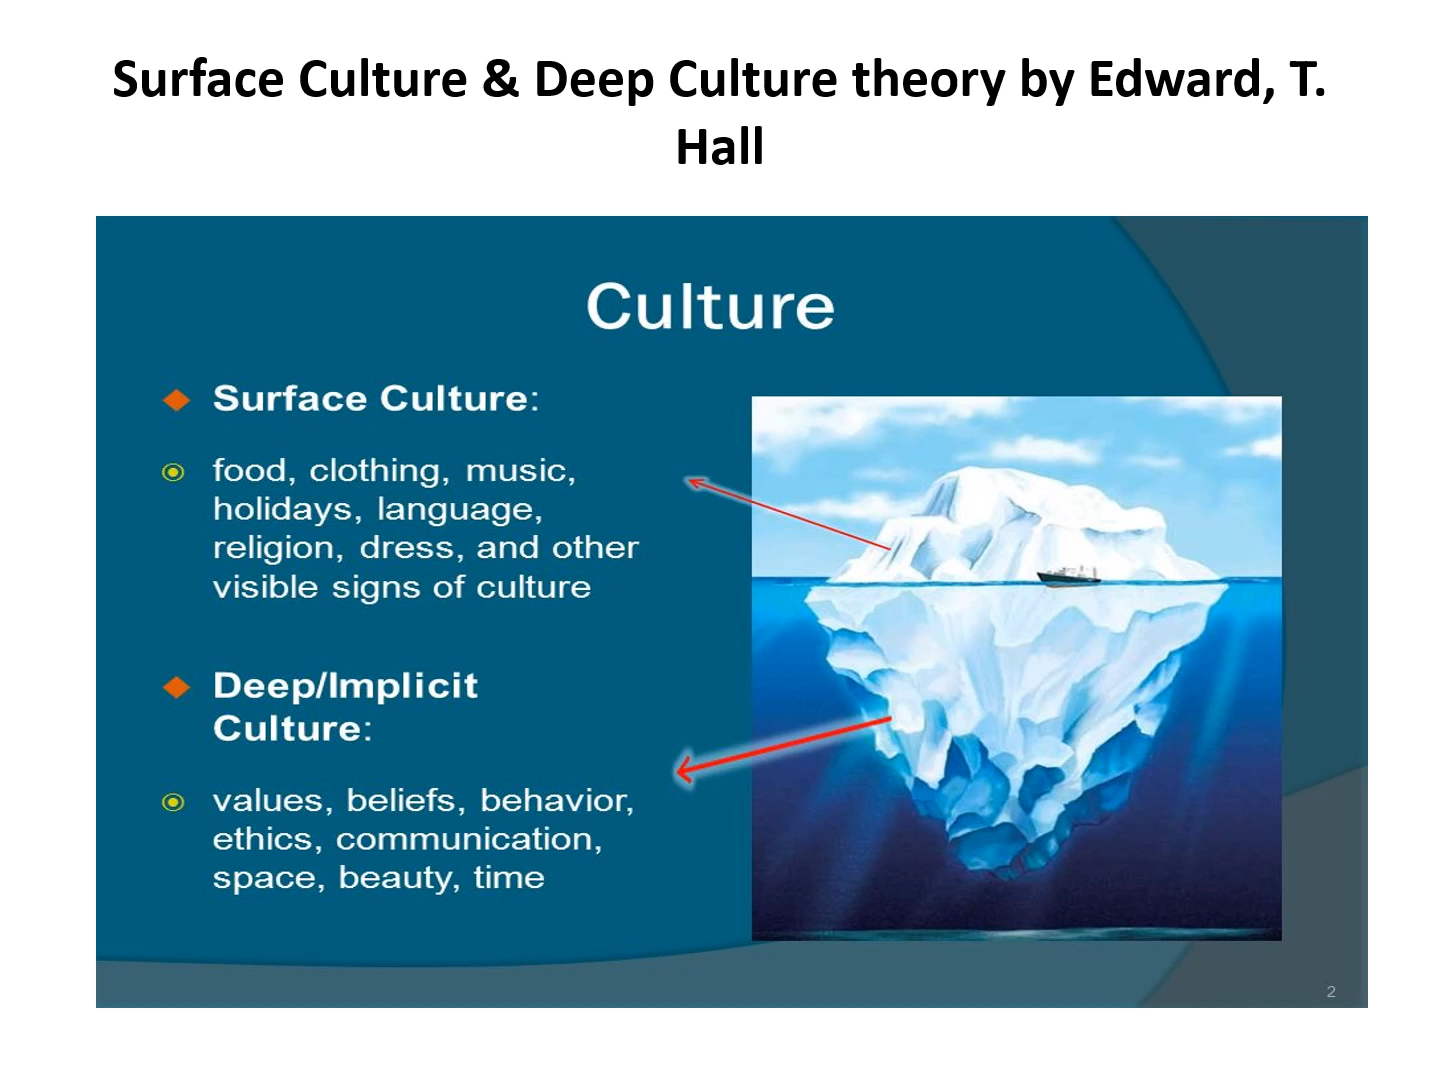 Surface Culture & Deep Culture theory by Edward, T.
Hall
Culture
Surface Culture:
food, clothing, music,
holidays, language,
religion, dress, and other
visible signs of culture
Deep/Implicit
Culture:
values, beliefs, behavior,
ethics, communication,
space, beauty, time
2